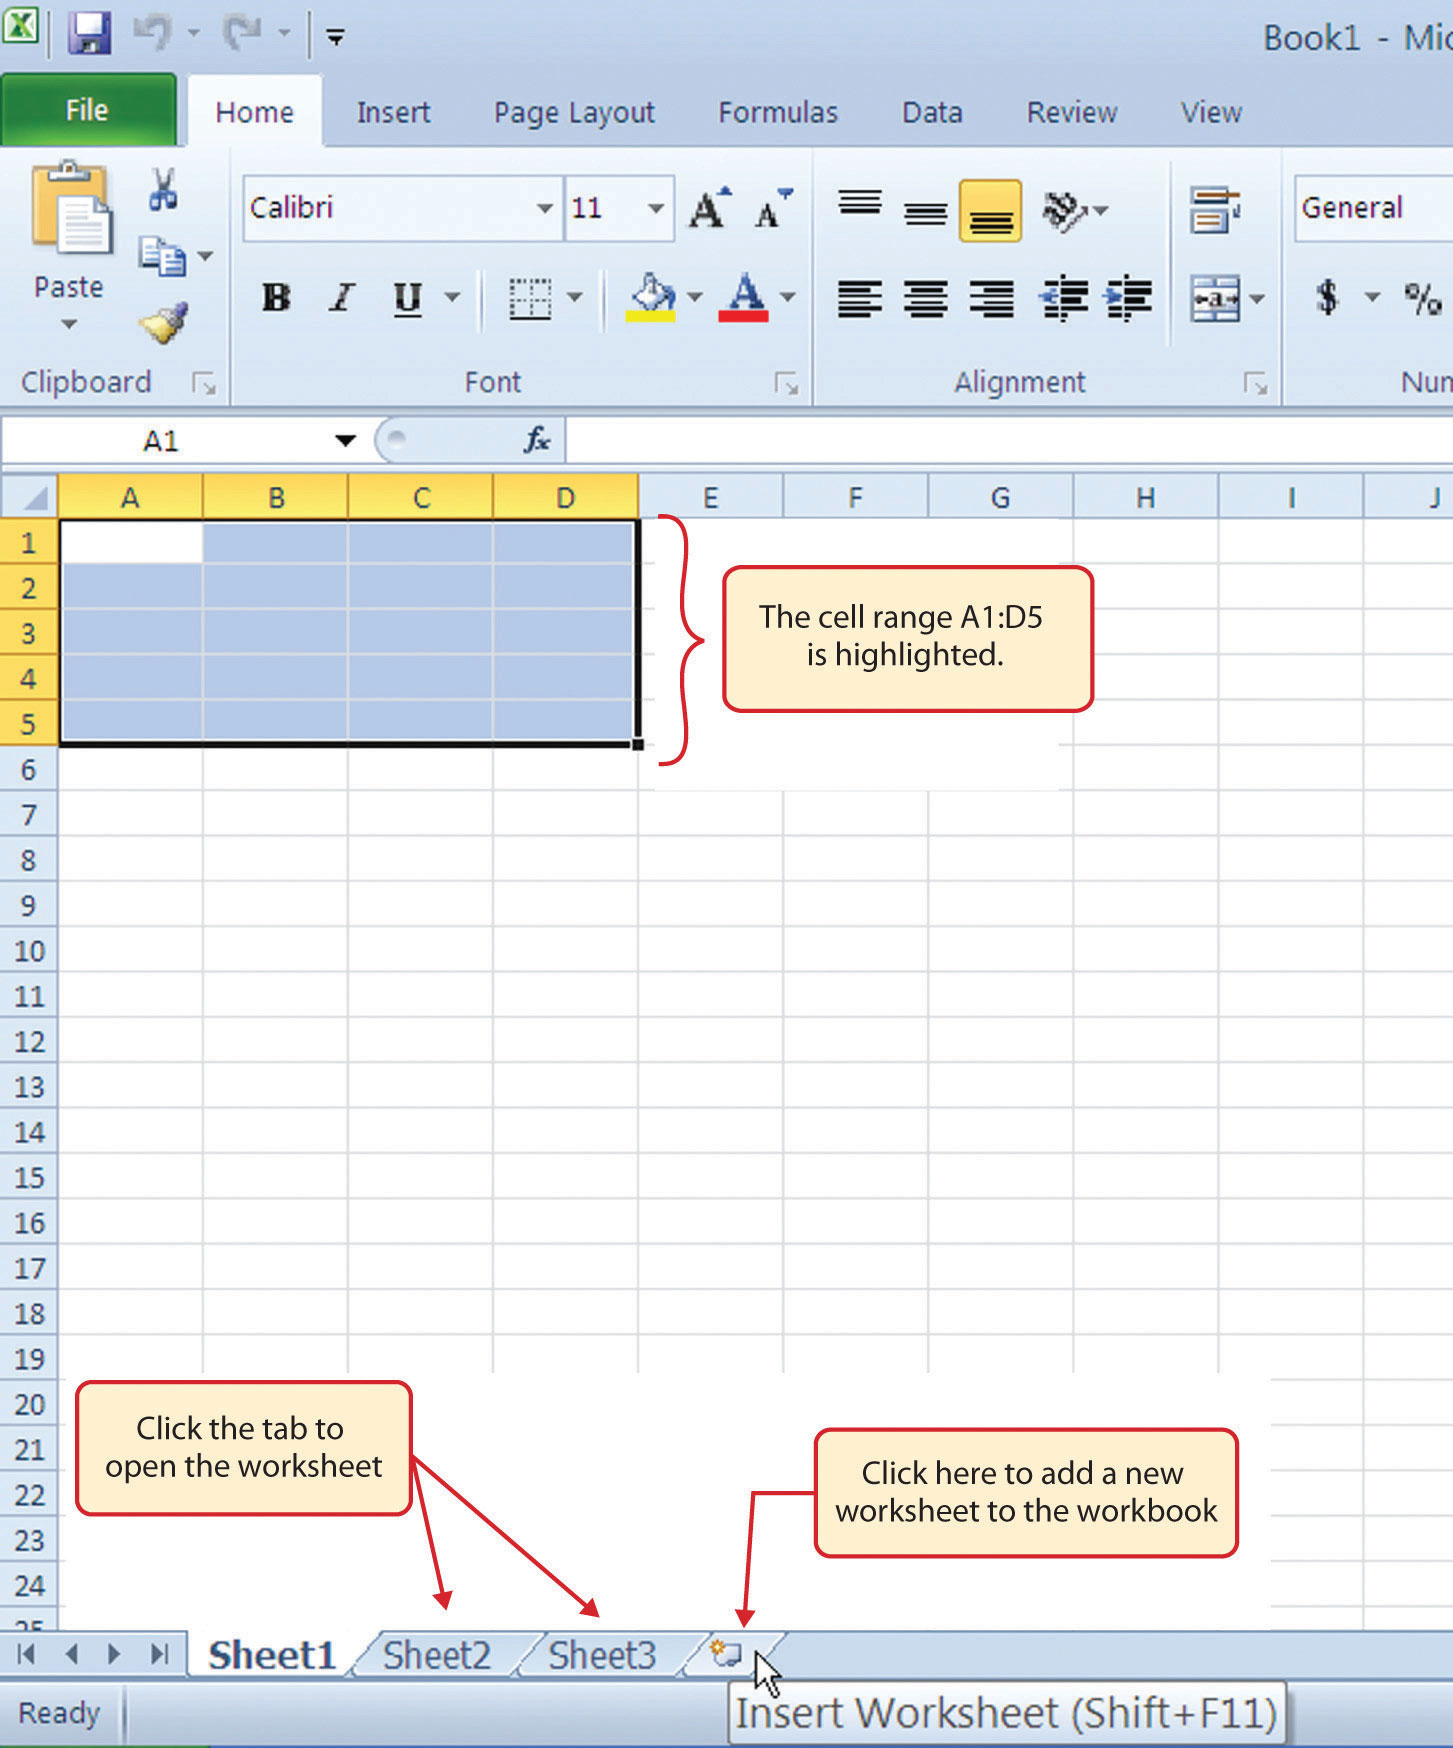 Book1 - Mic
File Home Insert Page Layout Formulas Data Review View
Calibri 11 General
Paste B I U $ %
Clipboard Font Alignment Num
A1 fx
A B C D E F G H I J
1
2
3
4
5
The cell range A1:D5
is highlighted.
6
7
8
9
10
11
12
13
14
15
16
17
18
19
20
21
22
23
24
25
Click the tab to
open the worksheet
Click here to add a new
worksheet to the workbook
Sheet1 Sheet2 Sheet3
Ready
Insert Worksheet (Shift+F11)